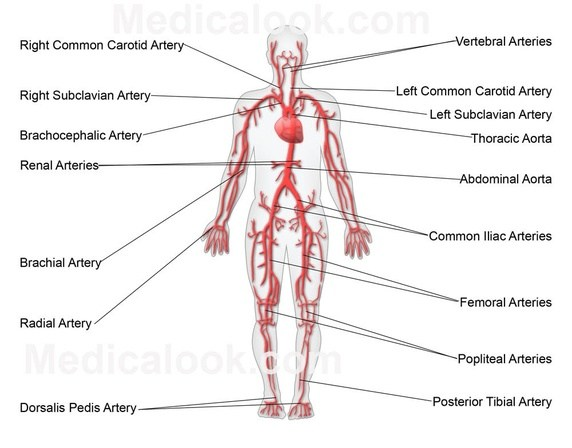 Medicalook.com
Right Common Carotid Artery
Right Subclavian Artery
Brachocephalic Artery
Renal Arteries
Brachial Artery
Radial Artery
Dorsalis Pedis Artery
Vertebral Arteries
Left Common Carotid Artery
Left Subclavian Artery
Thoracic Aorta
Abdominal Aorta
Common Iliac Arteries
Femoral Arteries
Popliteal Arteries
Posterior Tibial Artery
Medicalook.com